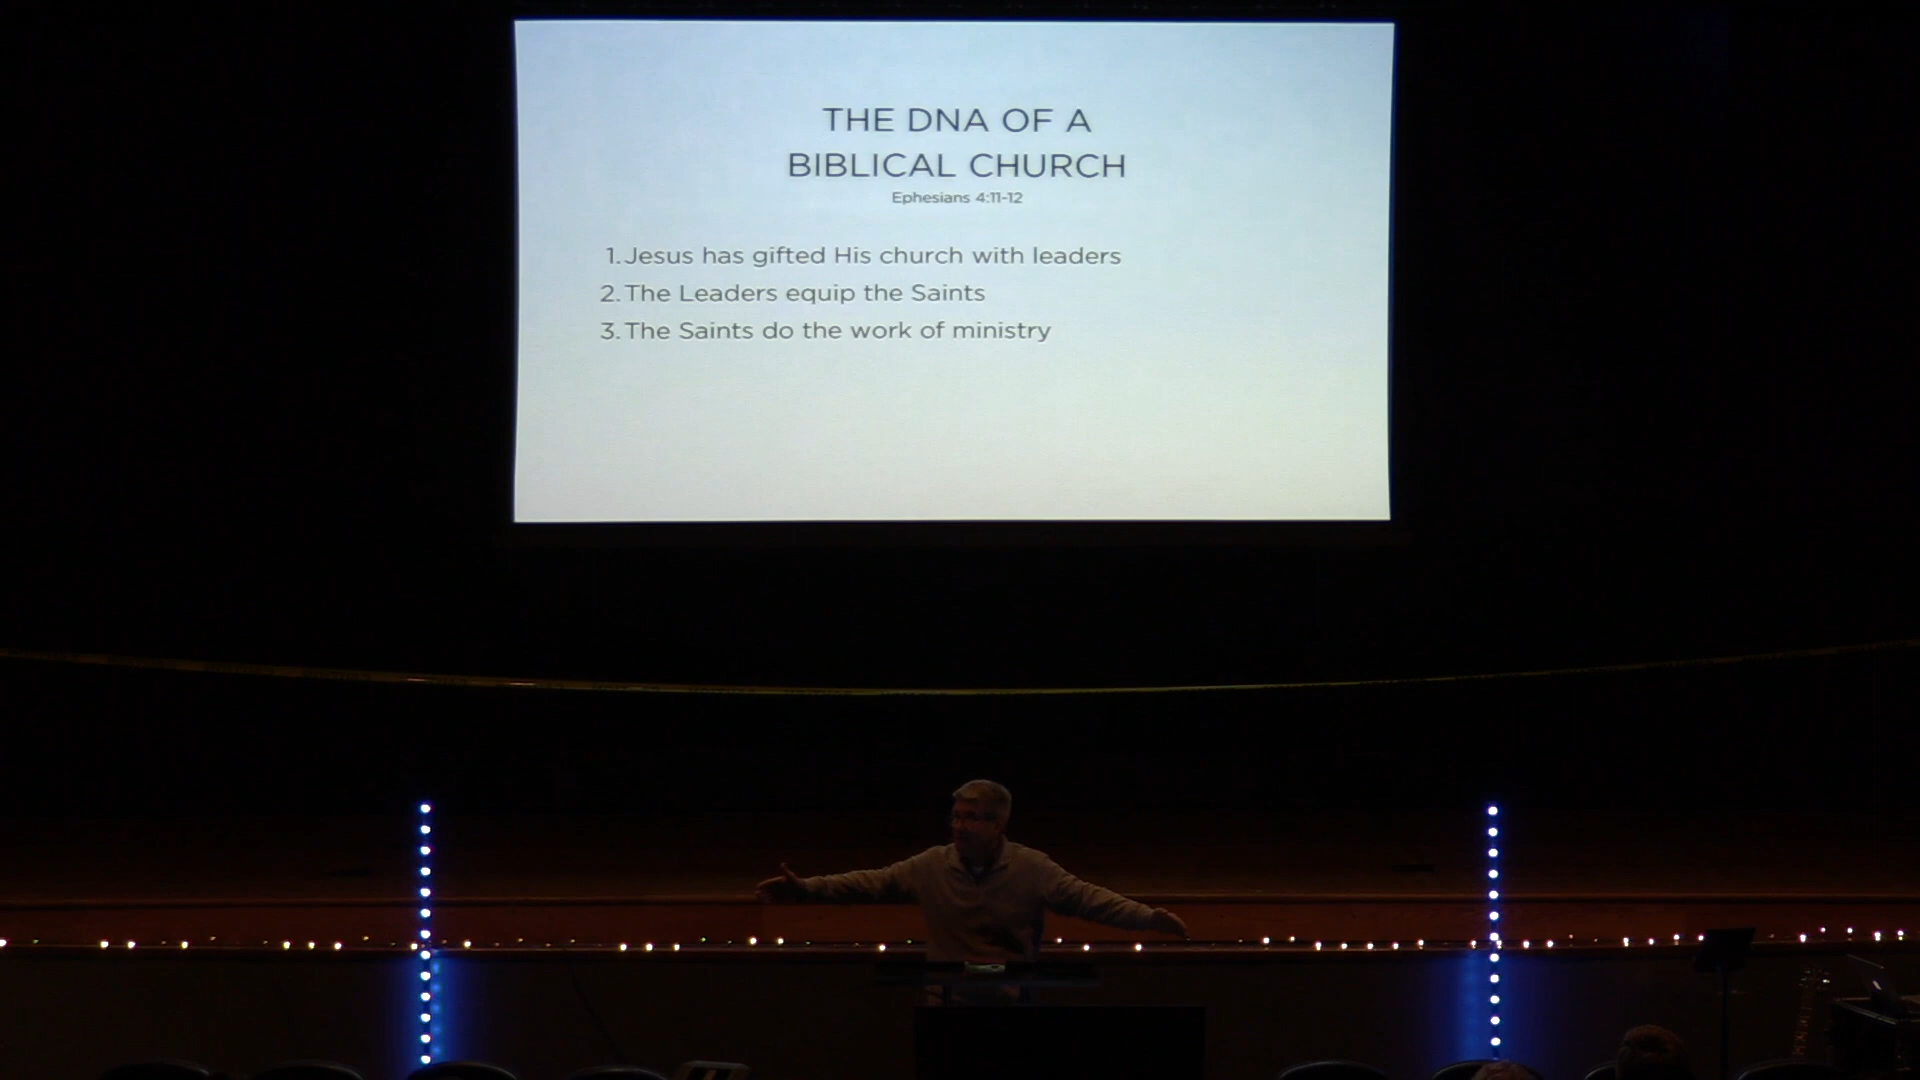 THE DNA OF A
BIBLICAL CHURCH
Ephesians 4:11-12
1. Jesus has gifted His church with leaders
2. The Leaders equip the Saints
3. The Saints do the work of ministry